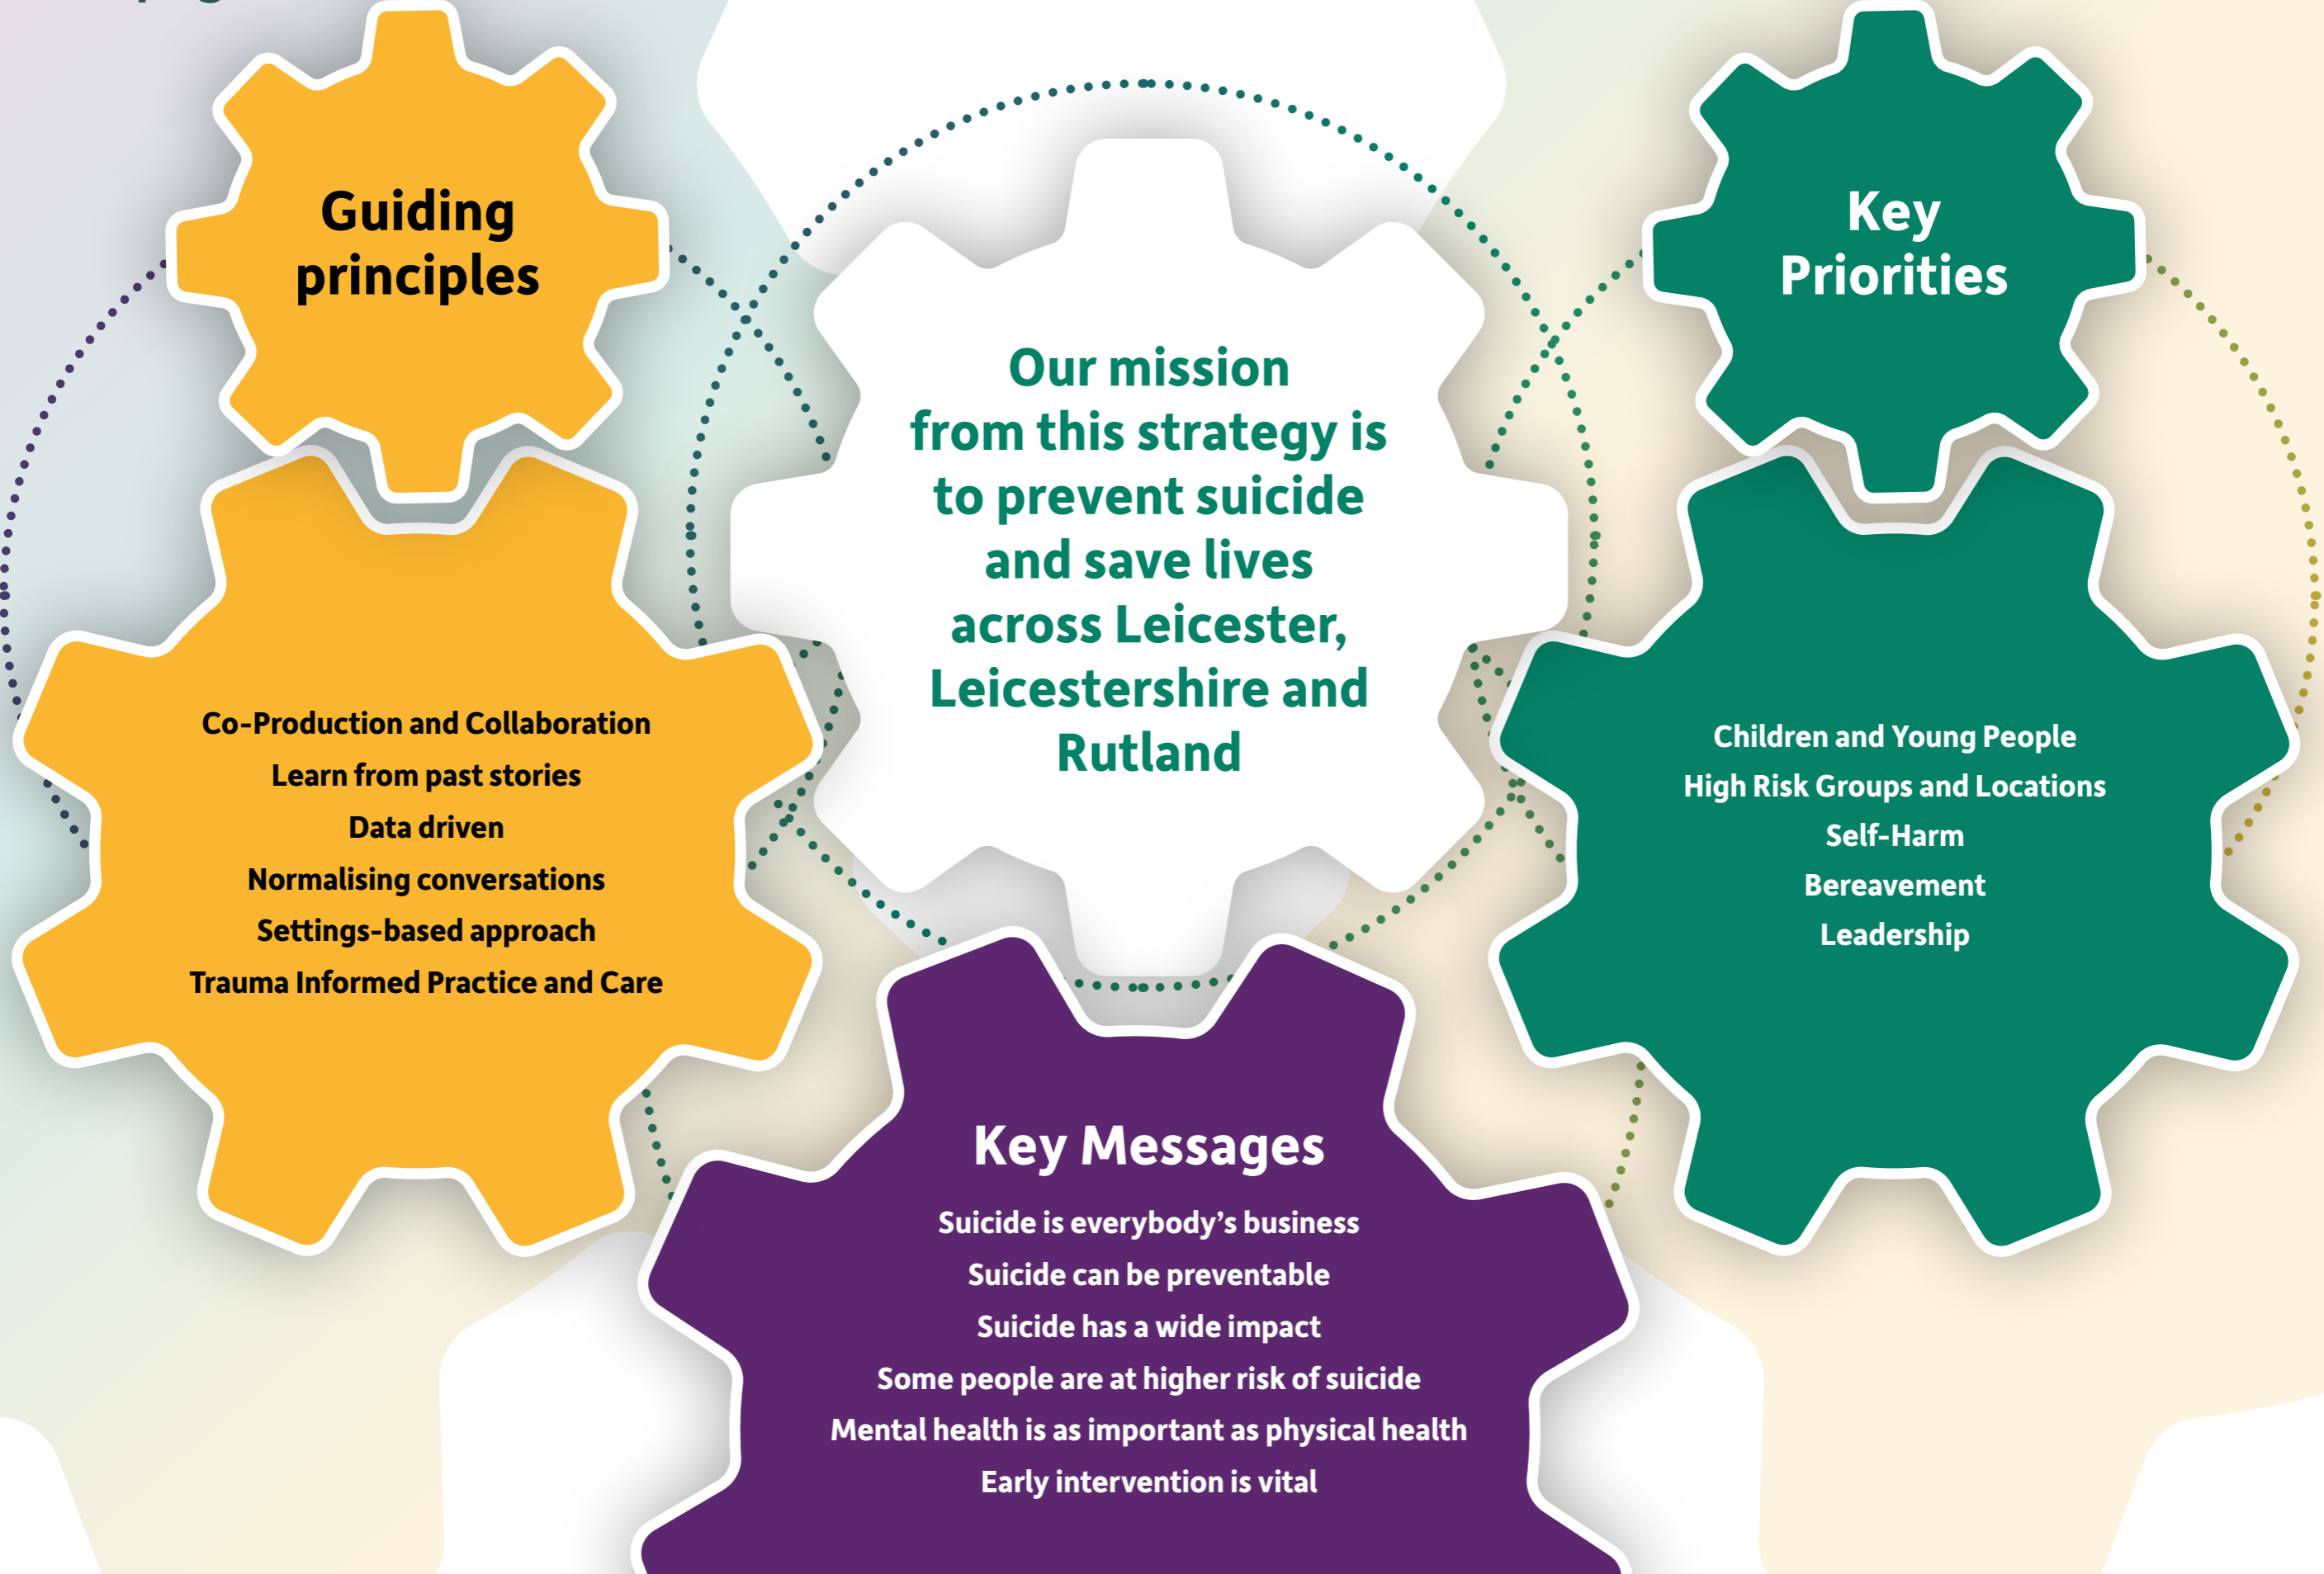 Guiding
principles
Co-Production and Collaboration
Learn from past stories
Data driven
Normalising conversations
Settings-based approach
Trauma Informed Practice and Care
Our mission
from this strategy is
to prevent suicide
and save lives
across Leicester,
Leicestershire and
Rutland
Key
Priorities
Children and Young People
High Risk Groups and Locations
Self-Harm
Bereavement
Leadership
Key Messages
Suicide is everybody’s business
Suicide can be preventable
Suicide has a wide impact
Some people are at higher risk of suicide
Mental health is as important as physical health
Early intervention is vital